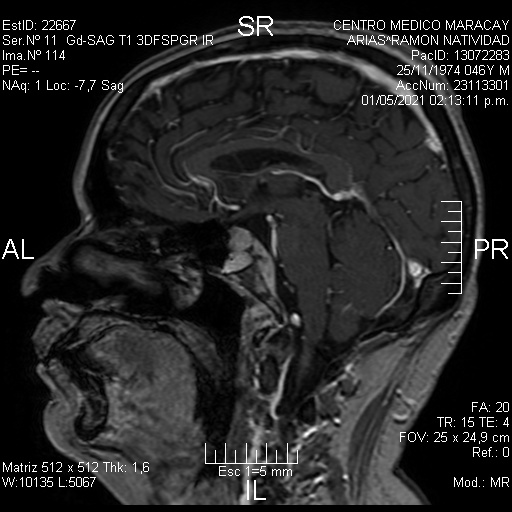 EstID: 22667
Ser.Nº 11 Gd-SAG T1 3DFSPGR IR
Ima.Nº 114
PE= --
NAq: 1 Loc: -7,7 Sag
SR
CENTRO MEDICO MARACAY
ARIAS^RAMON NATIVIDAD
PacID: 13072283
25/11/1974 046Y M
AccNum: 23113301
01/05/2021 02:13:11 p.m.
AL
PR
FA: 20
TR: 15 TE: 4
FOV: 25 x 24,9 cm
Ref.: 0
Matriz 512 x 512 Thk: 1,6
W:10135 L:5067
Esc 1=5 mm
IL
Mod.: MR